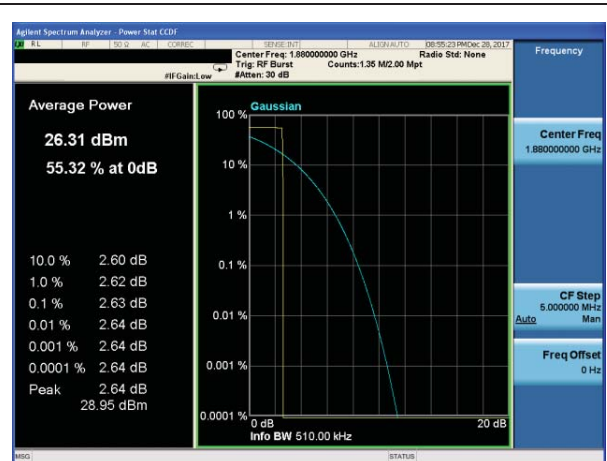 Agilent Spectrum Analyzer - Power Stat CCDF
RL RF 50 Ω AC CORREC SENSE:INT ALIGN AUTO 08:55:23 PM Dec 28, 2017
Center Freq: 1.880000000 GHz Radio Std: None
Trig: RF Burst Counts:1.35 M/2.00 Mpt
#IFGain:Low #Atten: 30 dB
Frequency
Average Power
26.31 dBm
55.32 % at 0dB
10.0 % 2.60 dB
1.0 % 2.62 dB
0.1 % 2.63 dB
0.01 % 2.64 dB
0.001 % 2.64 dB
0.0001 % 2.64 dB
Peak 2.64 dB
28.95 dBm
Gaussian
100 %
10 %
1 %
0.1 %
0.01 %
0.001 %
0.0001 %
0 dB 20 dB
Info BW 510.00 kHz
Center Freq
1.880000000 GHz
CF Step
5.000000 MHz
Auto Man
Freq Offset
0 Hz
MSG STATUS